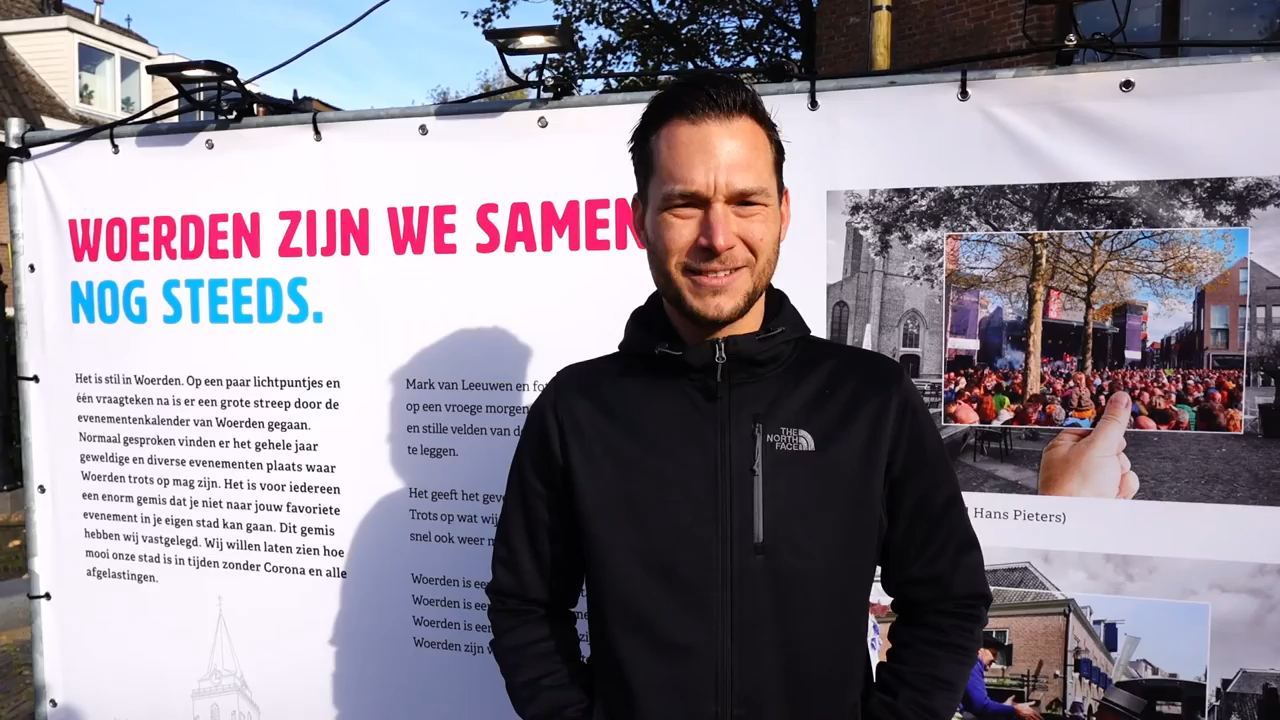 WOERDEN ZIJN WE SAMEN
NOG STEEDS.
Het is stil in Woerden. Op een paar lichtpuntjes en
één vraagteken na is er een grote streep door de
evenementenkalender van Woerden gegaan.
Normaal gesproken vinden er het gehele jaar
geweldige en diverse evenementen plaats waar
Woerden trots op mag zijn. Het is voor iedereen
een enorm gemis dat je niet naar jouw favoriete
evenement in je eigen stad kan gaan. Dit gemis
hebben wij vastgelegd. Wij willen laten zien hoe
mooi onze stad is in tijden zonder Corona en alle
afgelastingen.
Mark van Leeuwen en
op een vroege morgen
en stille velden van
te leggen.
Het geeft het
Trots op wat
snel ook weer
Woerden is
Woerden is
Woerden is
Woerden zijn
THE
NORTH
FACE
Hans Pieters)